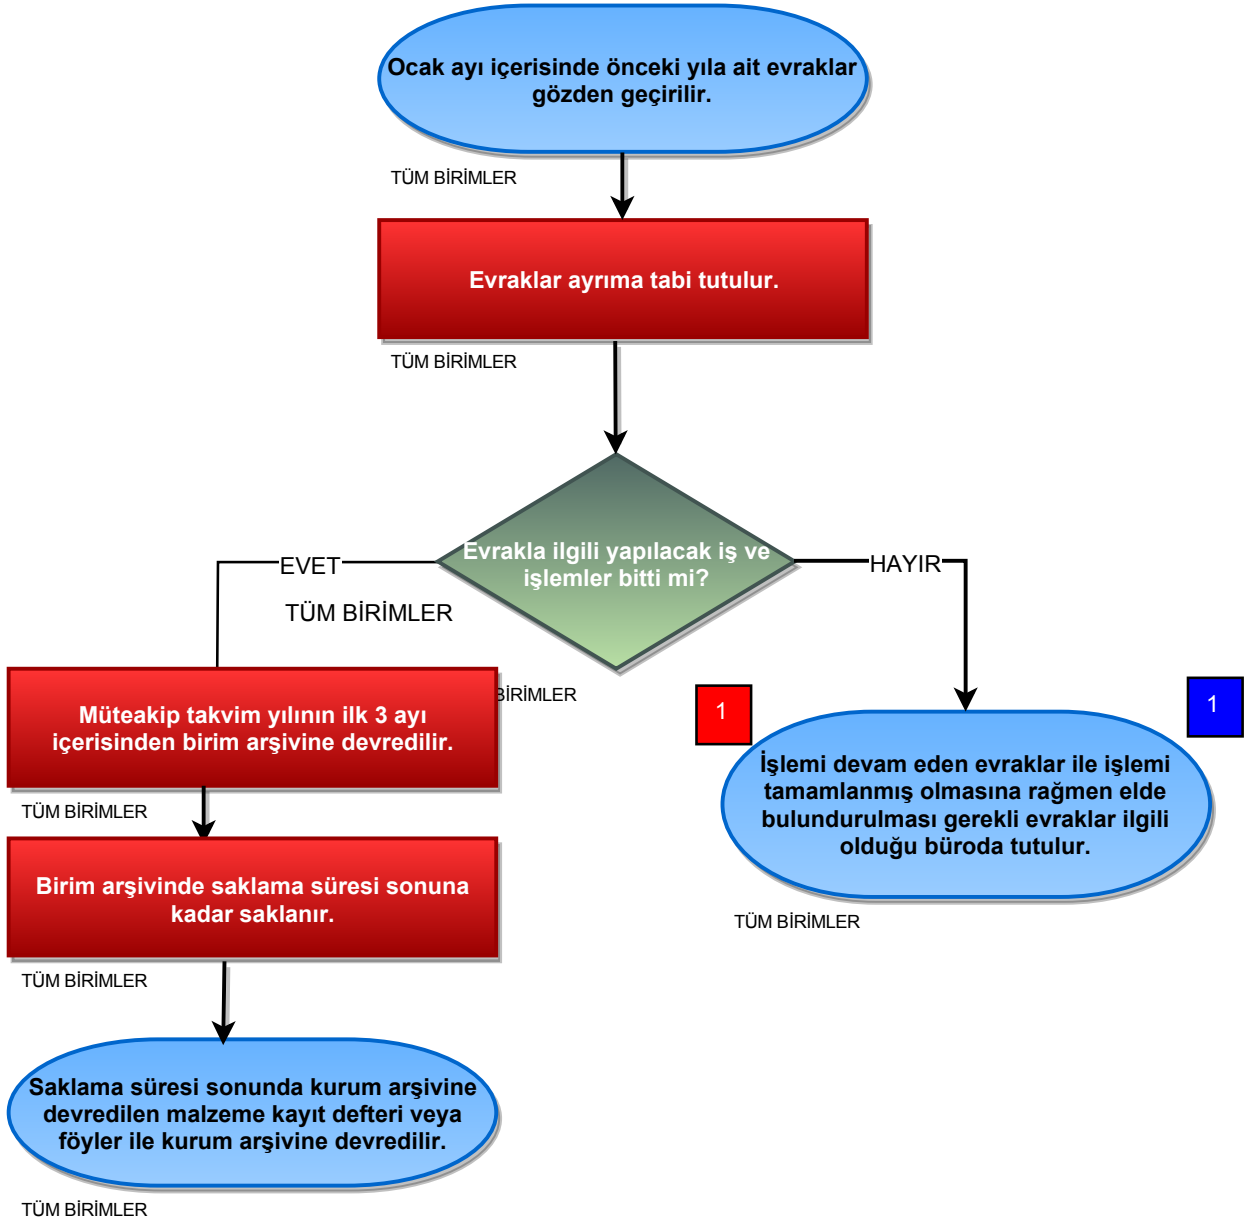 Ocak ayı içerisinde önceki yıla ait evraklar
gözden geçirilir.
TÜM BİRİMLER
Evraklar ayrıma tabi tutulur.
TÜM BİRİMLER
Evrakla ilgili yapılacak iş ve
işlemler bitti mi?
EVET
HAYIR
TÜM BİRİMLER
BİRİMLER
Müteakip takvim yılının ilk 3 ayı
içerisinden birim arşivine devredilir.
TÜM BİRİMLER
1
1
İşlemi devam eden evraklar ile işlemi
tamamlanmış olmasına rağmen elde
bulundurulması gerekli evraklar ilgili
olduğu büroda tutulur.
TÜM BİRİMLER
Birim arşivinde saklama süresi sonuna
kadar saklanır.
TÜM BİRİMLER
Saklama süresi sonunda kurum arşivine
devredilen malzeme kayıt defteri veya
föyler ile kurum arşivine devredilir.
TÜM BİRİMLER